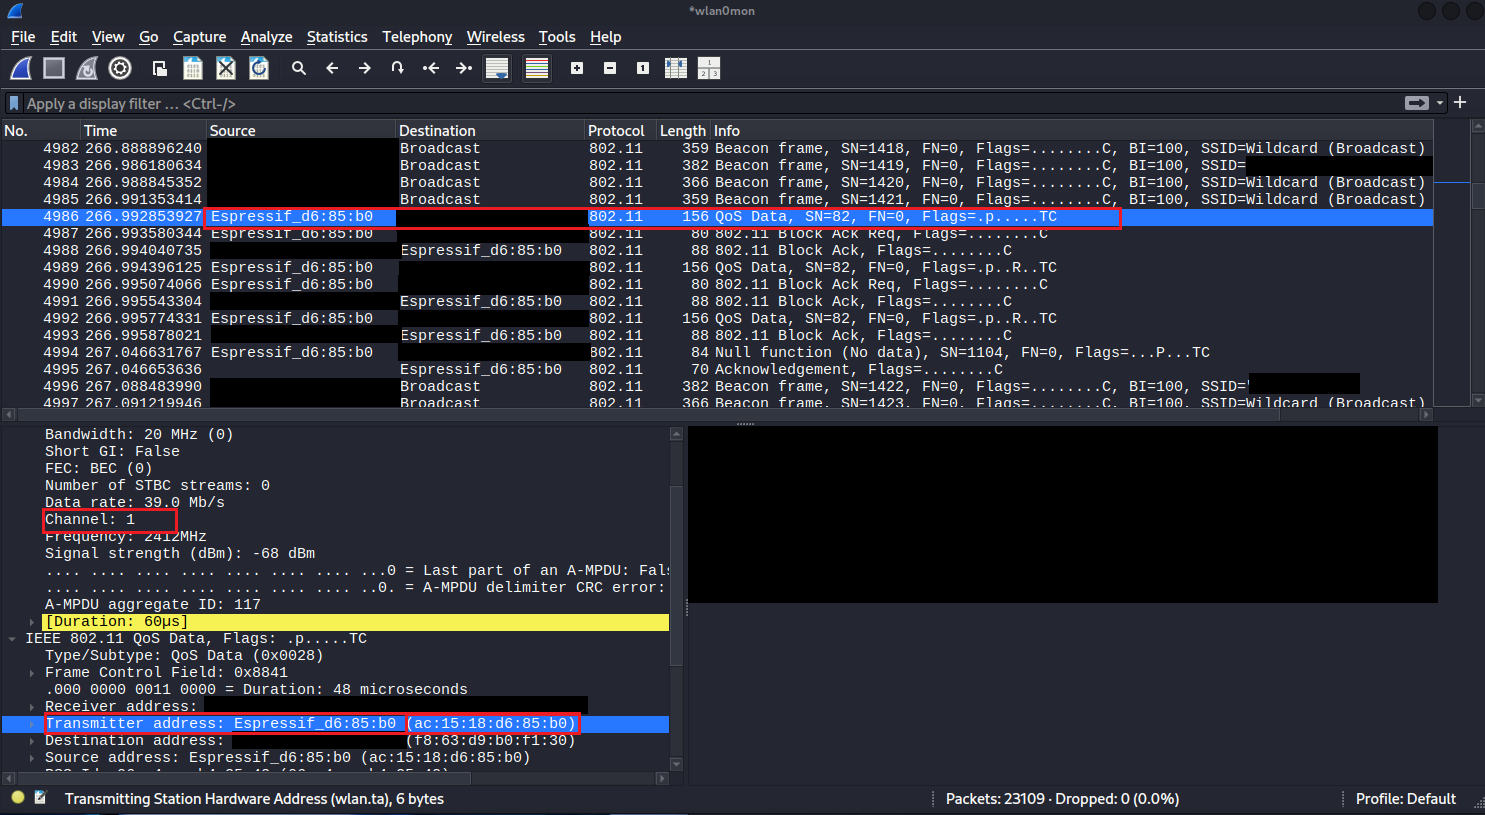 *wlan0mon
File Edit View Go Capture Analyze Statistics Telephony Wireless Tools Help
Apply a display filter … <Ctrl-/>
No. Time Source Destination Protocol Length Info
4982 266.888896240 Broadcast 802.11 359 Beacon frame, SN=1418, FN=0, Flags=........C, BI=100, SSID=Wildcard (Broadcast)
4983 266.986180634 Broadcast 802.11 382 Beacon frame, SN=1419, FN=0, Flags=........C, BI=100, SSID=
4984 266.988845352 Broadcast 802.11 366 Beacon frame, SN=1420, FN=0, Flags=........C, BI=100, SSID=Wildcard (Broadcast)
4985 266.991353414 Broadcast 802.11 359 Beacon frame, SN=1421, FN=0, Flags=........C, BI=100, SSID=Wildcard (Broadcast)
4986 266.992853927 Espressif_d6:85:b0 802.11 156 QoS Data, SN=82, FN=0, Flags=.p.....TC
4987 266.993580344 Espressif_d6:85:b0 802.11 80 802.11 Block Ack Req, Flags=........C
4988 266.994040735 Espressif_d6:85:b0 802.11 88 802.11 Block Ack, Flags=........C
4989 266.994396125 Espressif_d6:85:b0 802.11 156 QoS Data, SN=82, FN=0, Flags=.p..R..TC
4990 266.995074066 Espressif_d6:85:b0 802.11 80 802.11 Block Ack Req, Flags=........C
4991 266.995543304 Espressif_d6:85:b0 802.11 88 802.11 Block Ack, Flags=........C
4992 266.995774331 Espressif_d6:85:b0 802.11 156 QoS Data, SN=82, FN=0, Flags=.p..R..TC
4993 266.995878021 Espressif_d6:85:b0 802.11 88 802.11 Block Ack, Flags=........C
4994 267.046631767 Espressif_d6:85:b0 802.11 84 Null function (No data), SN=1104, FN=0, Flags=...P...TC
4995 267.046653636 Espressif_d6:85:b0 802.11 70 Acknowledgement, Flags=........C
4996 267.088483990 Broadcast 802.11 382 Beacon frame, SN=1422, FN=0, Flags=........C, BI=100, SSID=
4997 267.091219946 Broadcast 802.11 366 Beacon frame, SN=1423, FN=0, Flags=........C, BI=100, SSID=Wildcard (Broadcast)
Bandwidth: 20 MHz (0)
Short GI: False
FEC: BEC (0)
Number of STBC streams: 0
Data rate: 39.0 Mb/s
Channel: 1
Frequency: 2412MHz
Signal strength (dBm): -68 dBm
.... .... .... .... .... .... .... ...0 = Last part of an A-MPDU: Fals
.... .... .... .... .... .... .... ..0. = A-MPDU delimiter CRC error:
A-MPDU aggregate ID: 117
[Duration: 60µs]
IEEE 802.11 QoS Data, Flags: .p.....TC
Type/Subtype: QoS Data (0x0028)
Frame Control Field: 0x8841
.000 0000 0011 0000 = Duration: 48 microseconds
Receiver address:
Transmitter address: Espressif_d6:85:b0 (ac:15:18:d6:85:b0)
Destination address: (f8:63:d9:b0:f1:30)
Source address: Espressif_d6:85:b0 (ac:15:18:d6:85:b0)
Transmitting Station Hardware Address (wlan.ta), 6 bytes
Packets: 23109 · Dropped: 0 (0.0%)
Profile: Default